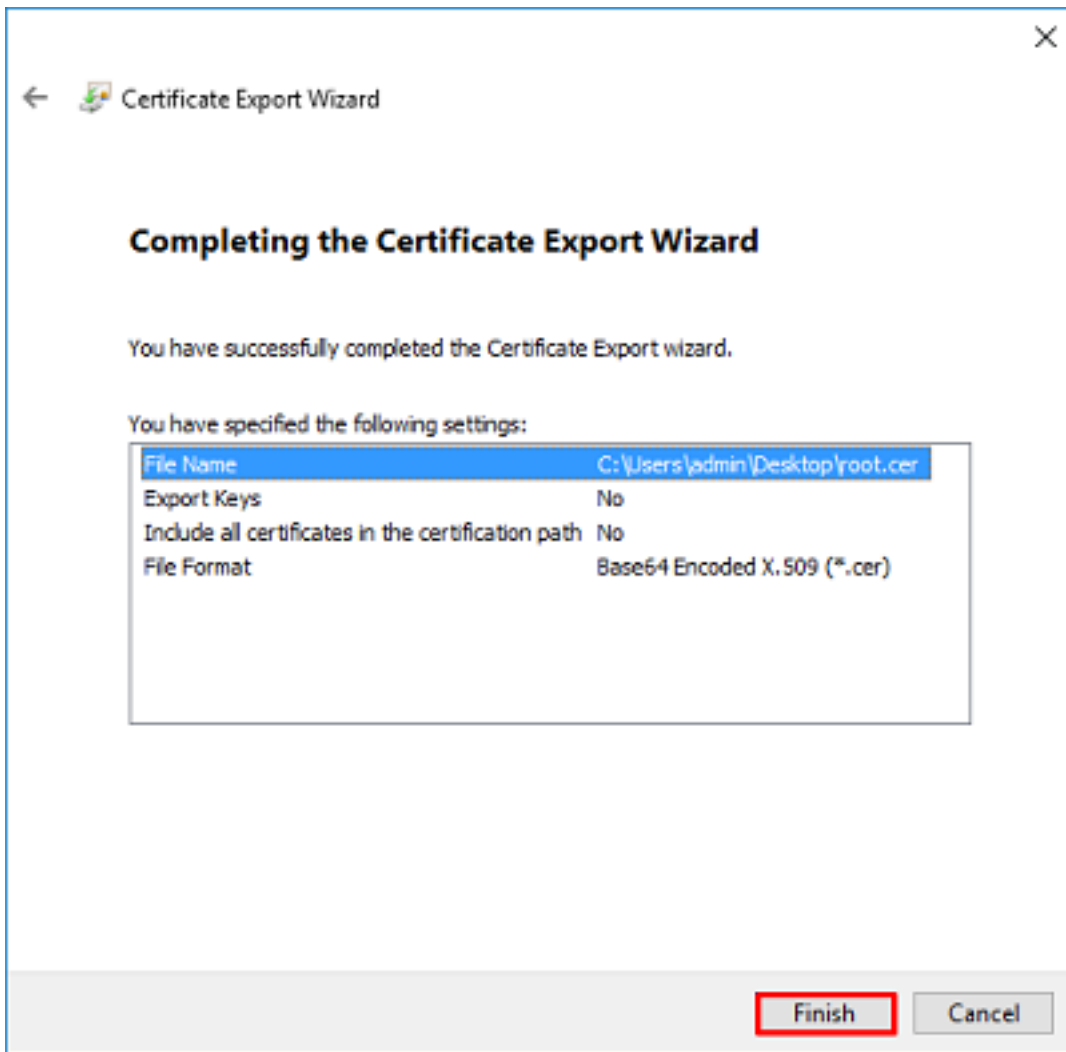 Certificate Export Wizard
Completing the Certificate Export Wizard
You have successfully completed the Certificate Export wizard.
You have specified the following settings:
File Name C:\Users\admin\Desktop\root.cer
Export Keys No
Include all certificates in the certification path No
File Format Base64 Encoded X.509 (*.cer)
Finish Cancel